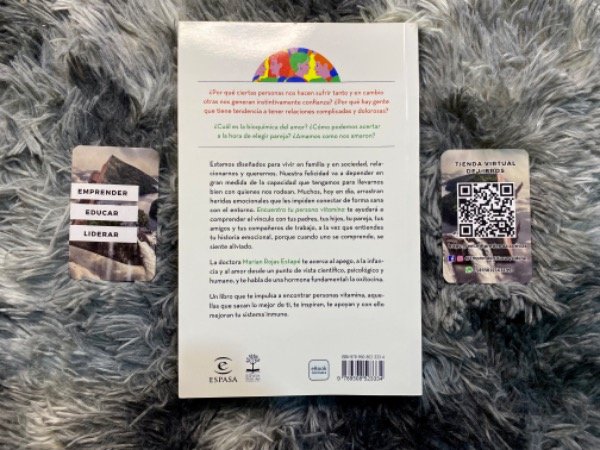 ¿Por qué ciertas personas nos hacen sufrir tanto y en cambio
otras nos generan instintivamente confianza? ¿Por qué hay gente
que tiene tendencia a tener relaciones complicadas y dolorosas?
¿Cuál es la bioquímica del amor? ¿Cómo podemos acertar
a la hora de elegir pareja? ¿Amamos como nos amaron?
Estamos diseñados para vivir en familia y en sociedad, rela-
cionarnos y querernos. Nuestra felicidad va a depender en
gran medida de la capacidad que tengamos para llevarnos
bien con quienes nos rodean. Muchos, hoy en día, arrastran
heridas emocionales que les impiden conectar de forma sana
con el entorno. Encuentra tu persona vitamina te ayudará a
comprender el vínculo con tus padres, tus hijos, tu pareja, tus
amigos y tus compañeros de trabajo, a la vez que entiendes
tu historia emocional, porque cuando uno se comprende, se
siente aliviado.
La doctora Marian Rojas Estapé te acerca al apego, a la infan-
cia y al amor desde un punto de vista científico, psicológico y
humano, y te habla de una hormona fundamental: la oxitocina.
Un libro que te impulsa a encontrar personas vitamina, aque-
llas que sacan lo mejor de ti, te inspiran, te apoyan y con ello
mejoran tu sistema inmune.
ESPASA
eBook
EMPRENDER
EDUCAR
LIDERAR
TIENDA VIRTUAL
DE LIBROS